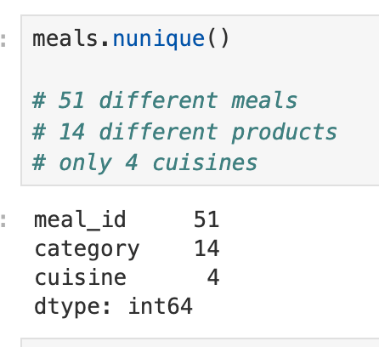 meals.nunique()
# 51 different meals
# 14 different products
# only 4 cuisines
meal_id 51
category 14
cuisine 4
dtype: int64